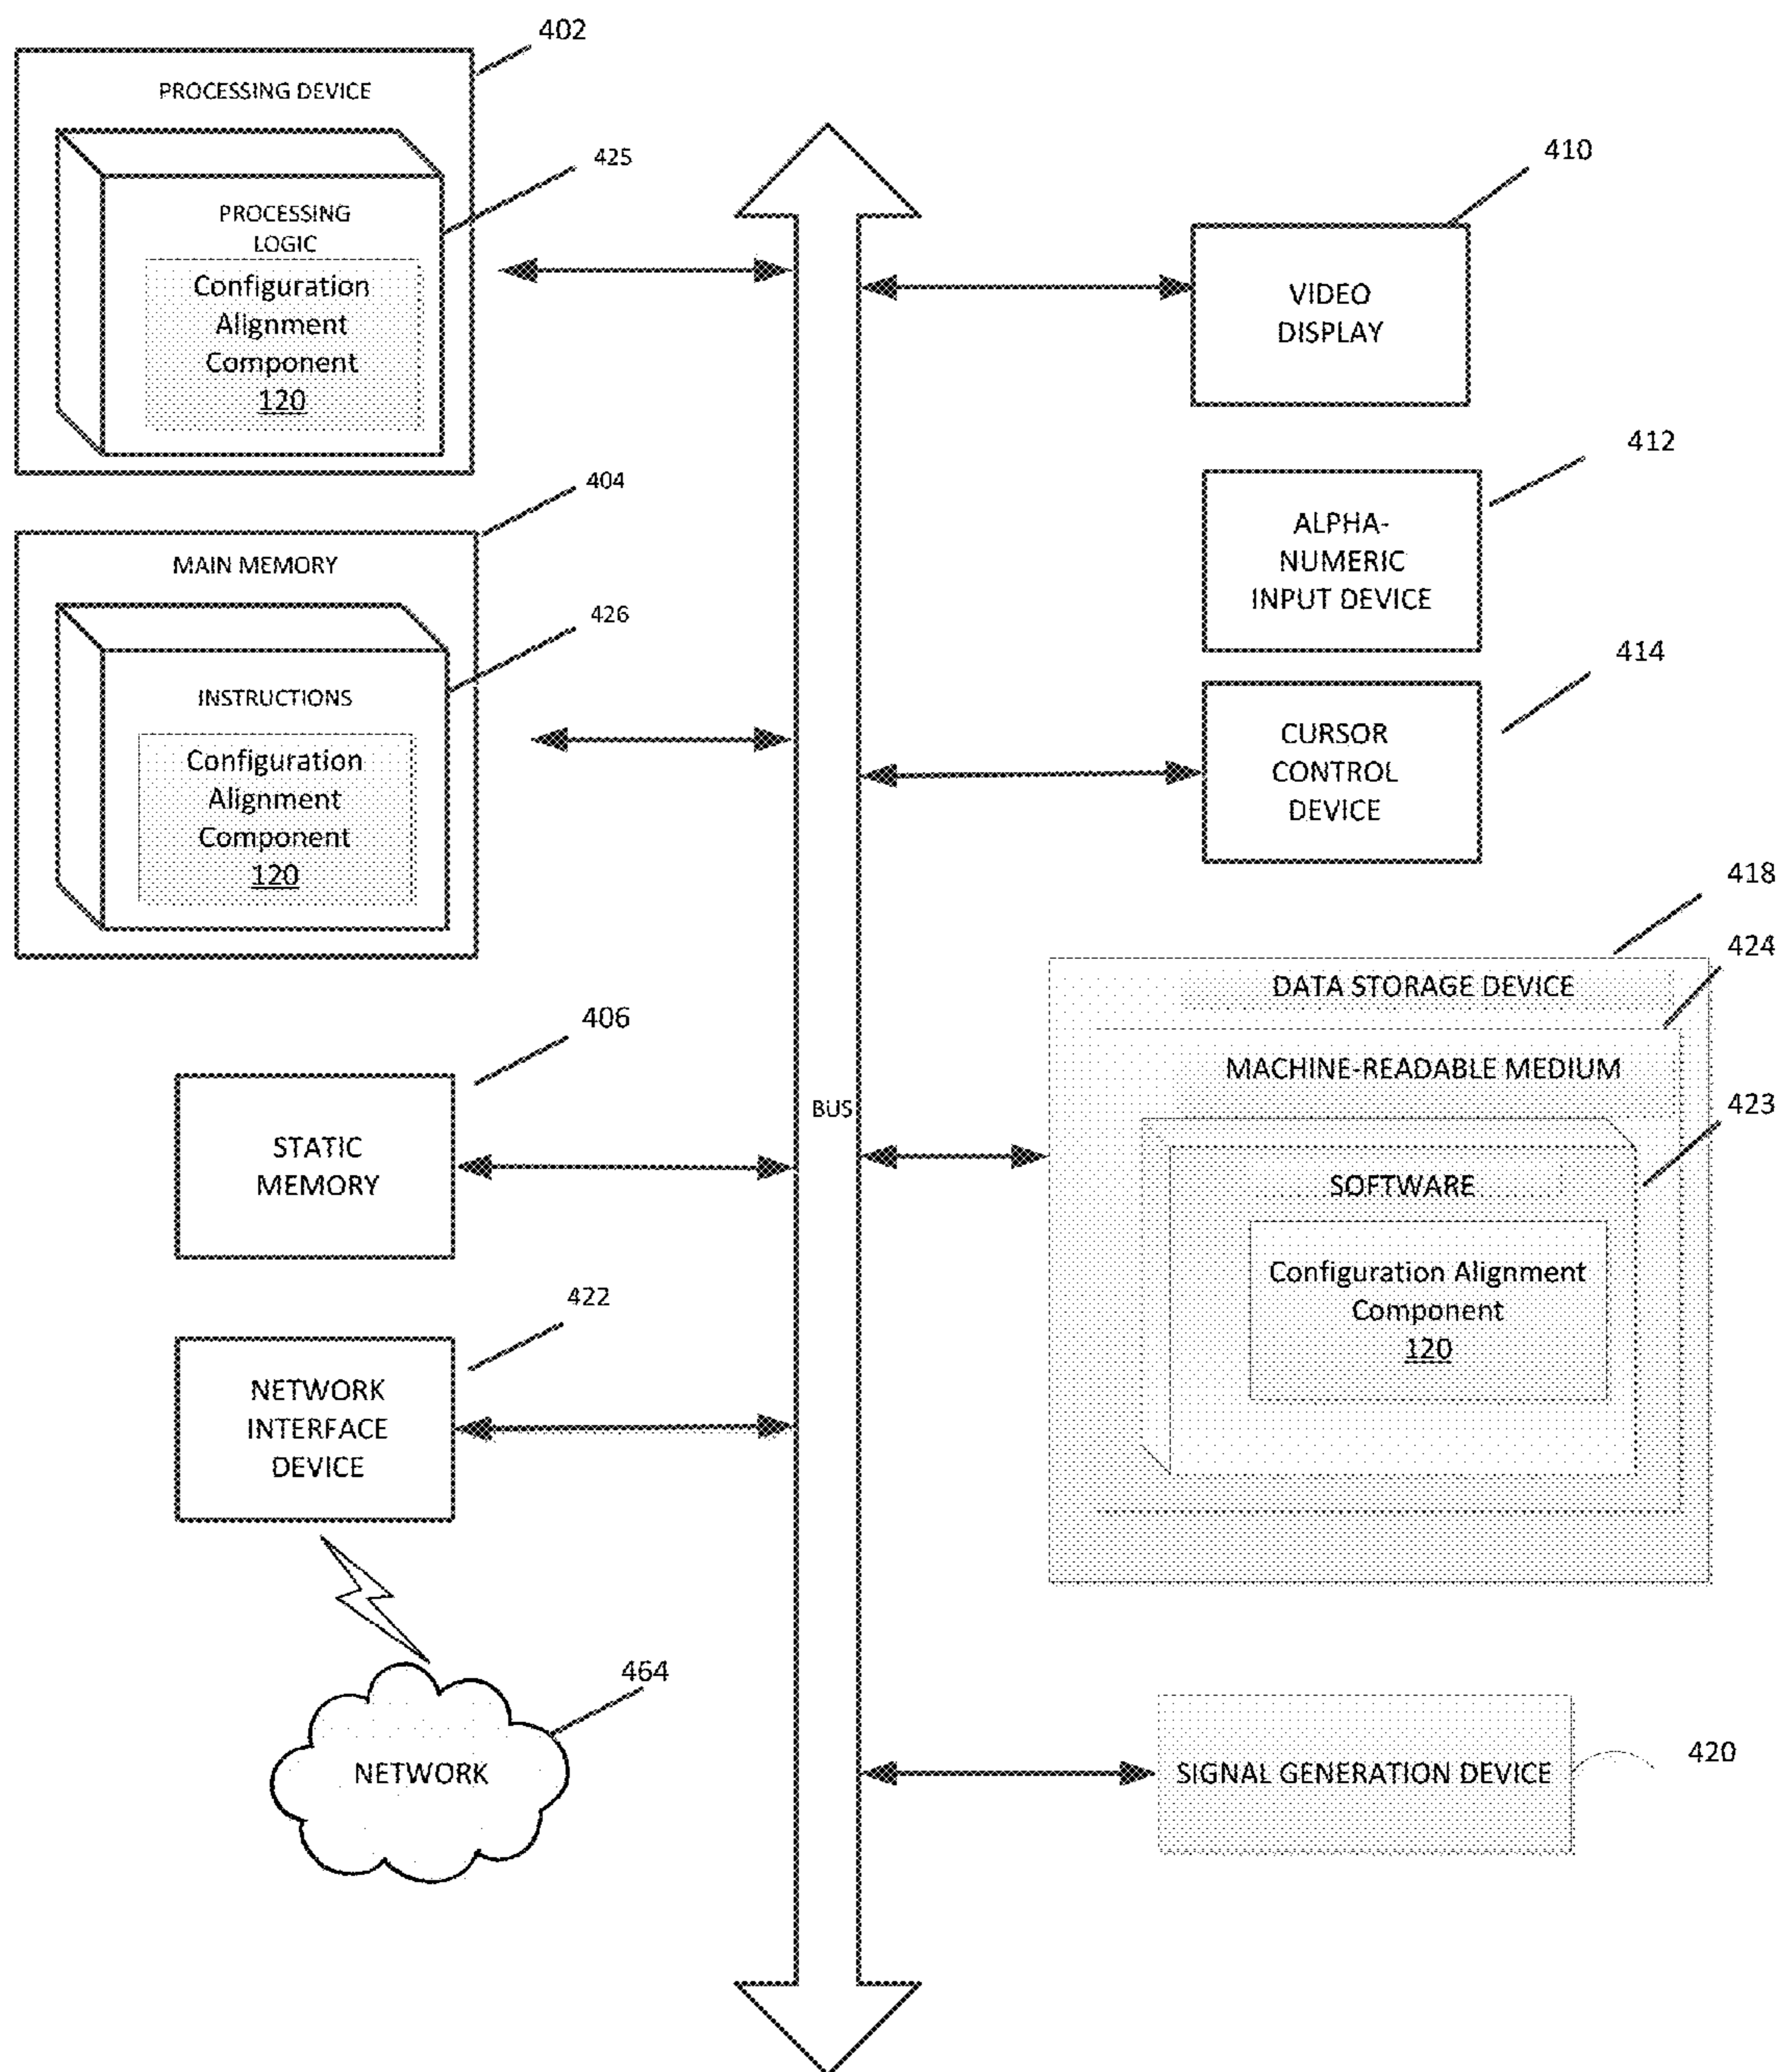 402
PROCESSING DEVICE
425
PROCESSING
LOGIC
Configuration
Alignment
Component
120
404
MAIN MEMORY
426
INSTRUCTIONS
Configuration
Alignment
Component
120
406
STATIC
MEMORY
422
NETWORK
INTERFACE
DEVICE
464
NETWORK
BUS
410
VIDEO
DISPLAY
412
ALPHA-
NUMERIC
INPUT DEVICE
414
CURSOR
CONTROL
DEVICE
418
DATA STORAGE DEVICE
424
MACHINE-READABLE MEDIUM
423
SOFTWARE
Configuration Alignment
Component
120
SIGNAL GENERATION DEVICE
420